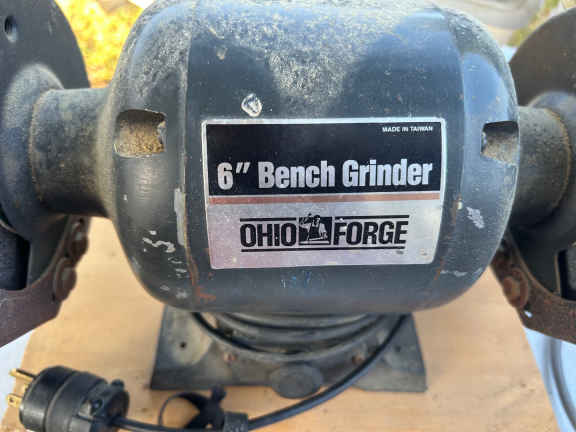 MADE IN TAIWAN
6" Bench Grinder
OHIO FORGE